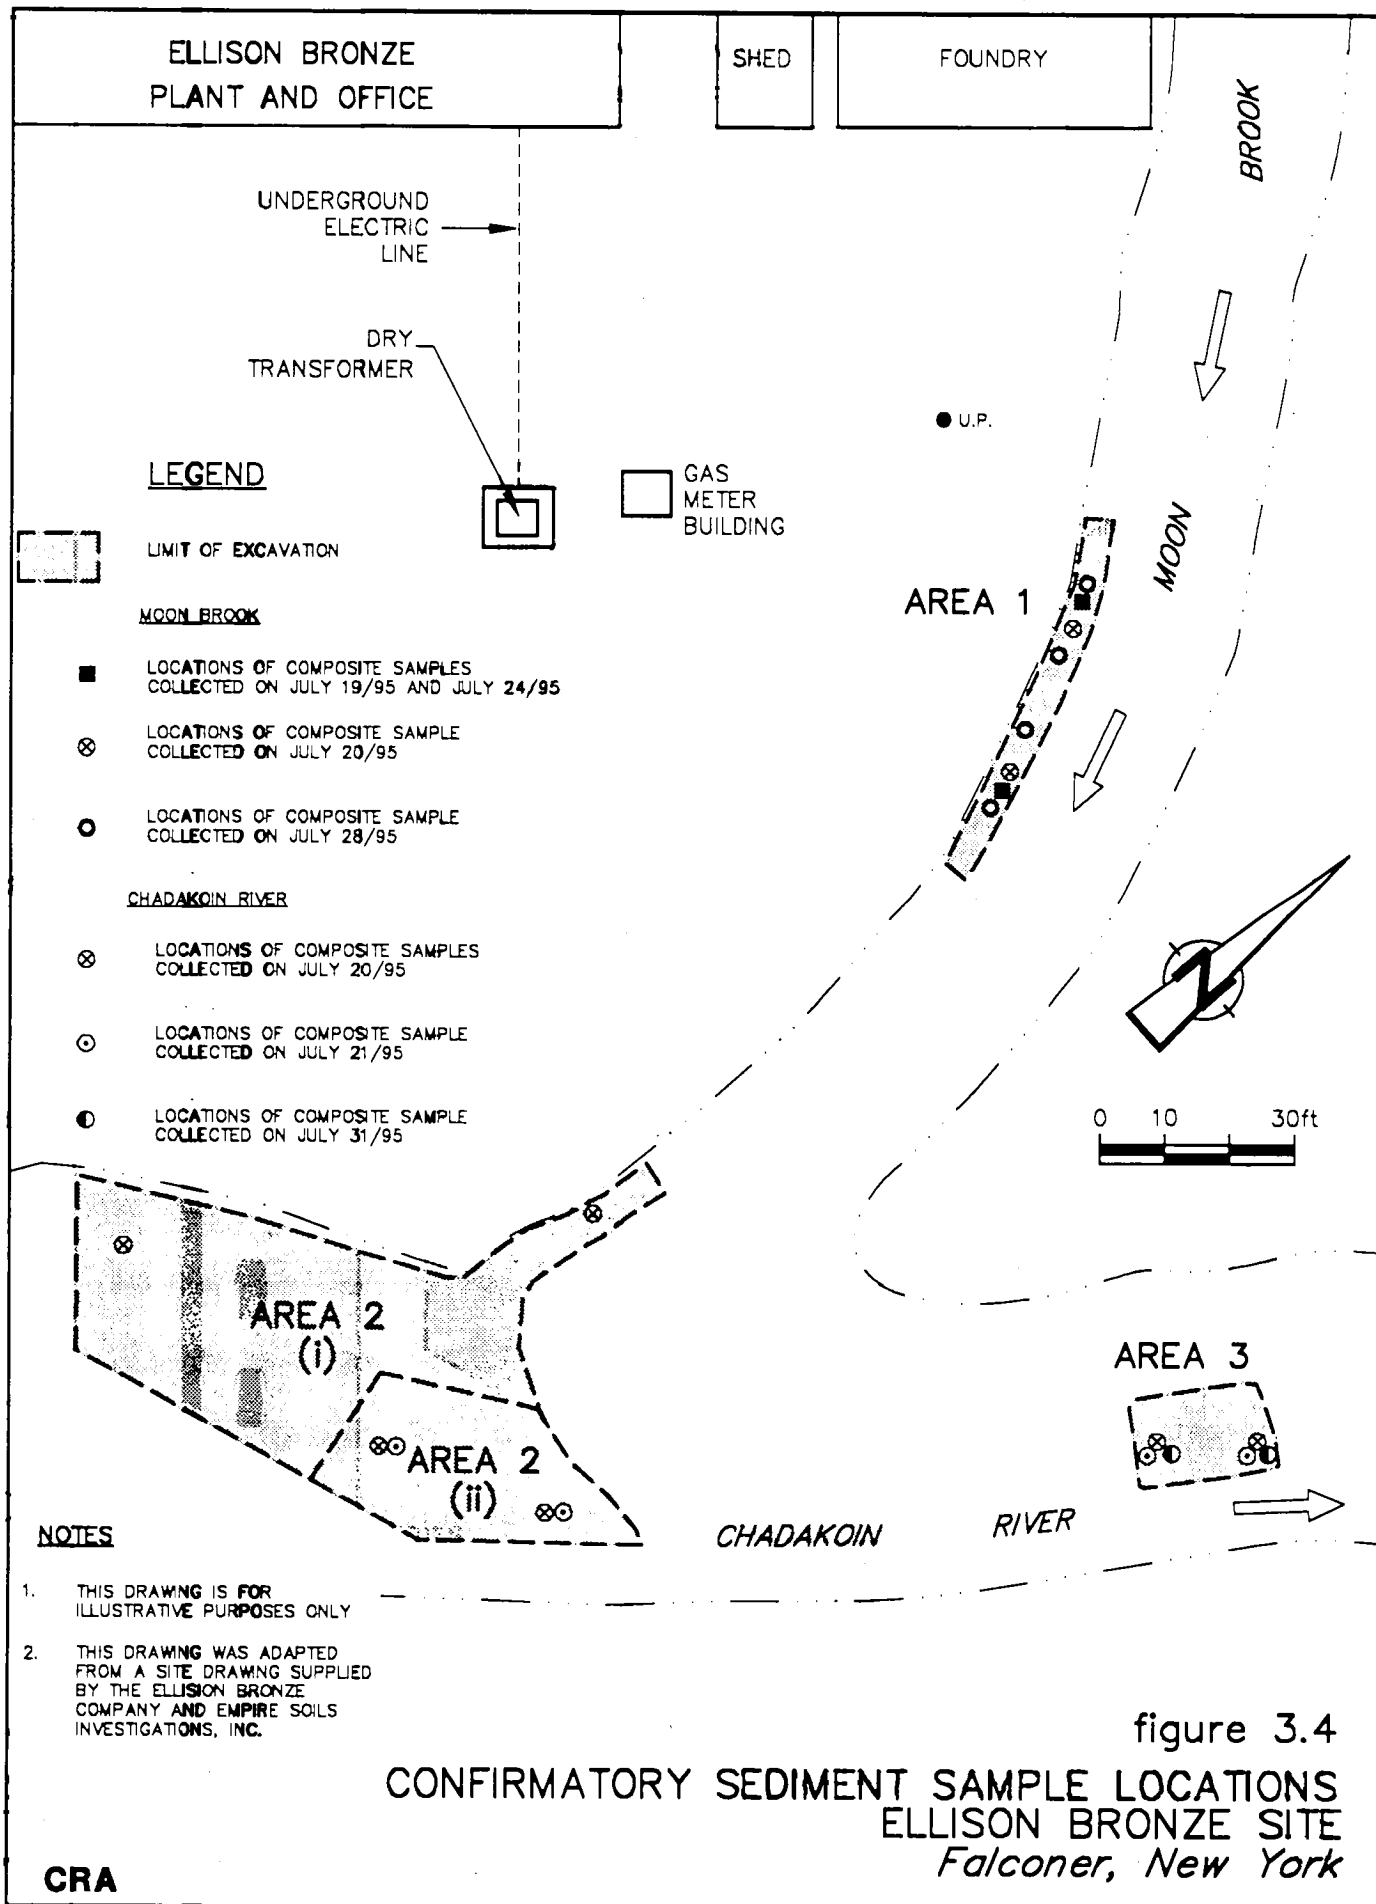 ELLISON BRONZE
PLANT AND OFFICE
SHED
FOUNDRY
BROOK
UNDERGROUND
ELECTRIC
LINE
DRY
TRANSFORMER
U.P.
LEGEND
GAS
METER
BUILDING
LIMIT OF EXCAVATION
MOON
AREA 1
MOON BROOK
LOCATIONS OF COMPOSITE SAMPLES
COLLECTED ON JULY 19/95 AND JULY 24/95
LOCATIONS OF COMPOSITE SAMPLE
COLLECTED ON JULY 20/95
LOCATIONS OF COMPOSITE SAMPLE
COLLECTED ON JULY 28/95
CHADAKOIN RIVER
LOCATIONS OF COMPOSITE SAMPLES
COLLECTED ON JULY 20/95
N
LOCATIONS OF COMPOSITE SAMPLE
COLLECTED ON JULY 21/95
LOCATIONS OF COMPOSITE SAMPLE
COLLECTED ON JULY 31/95
0 10 30ft
AREA 2
(i)
AREA 3
AREA 2
(ii)
CHADAKOIN RIVER
NOTES
1. THIS DRAWING IS FOR
ILLUSTRATIVE PURPOSES ONLY
2. THIS DRAWING WAS ADAPTED
FROM A SITE DRAWING SUPPLIED
BY THE ELLISION BRONZE
COMPANY AND EMPIRE SOILS
INVESTIGATIONS, INC.
figure 3.4
CONFIRMATORY SEDIMENT SAMPLE LOCATIONS
ELLISON BRONZE SITE
Falconer, New York
CRA